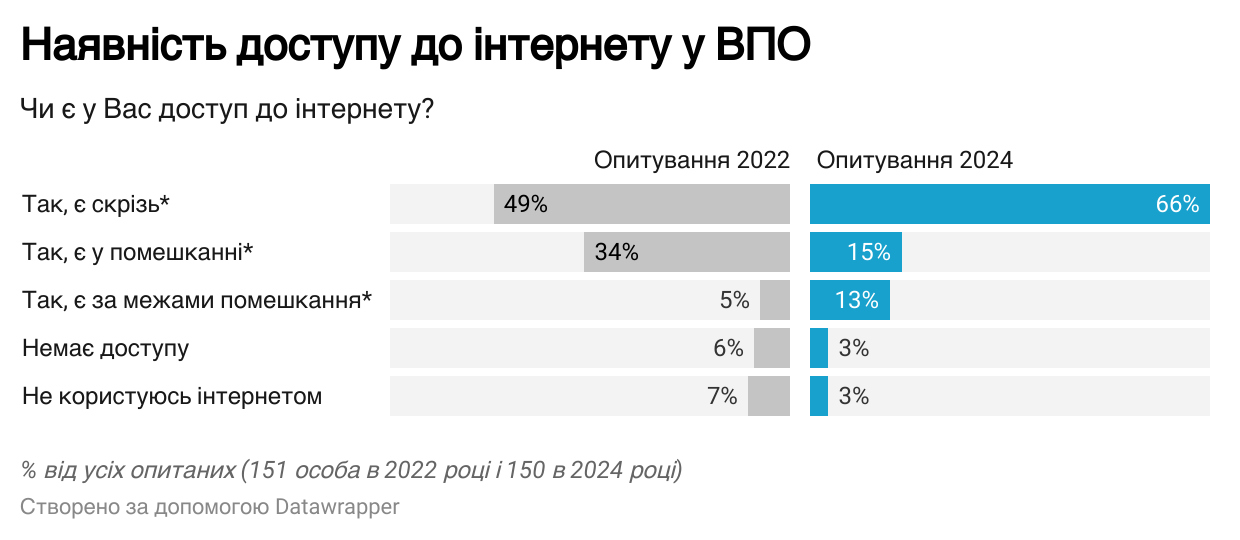 Наявність доступу до інтернету у ВПО
Чи є у Вас доступ до інтернету?
Опитування 2022 Опитування 2024
Так, є скрізь* 49% 66%
Так, є у помешканні* 34% 15%
Так, є за межами помешкання* 5% 13%
Немає доступу 6% 3%
Не користуюсь інтернетом 7% 3%
% від усіх опитаних (151 особа в 2022 році і 150 в 2024 році)
Створено за допомогою Datawrapper